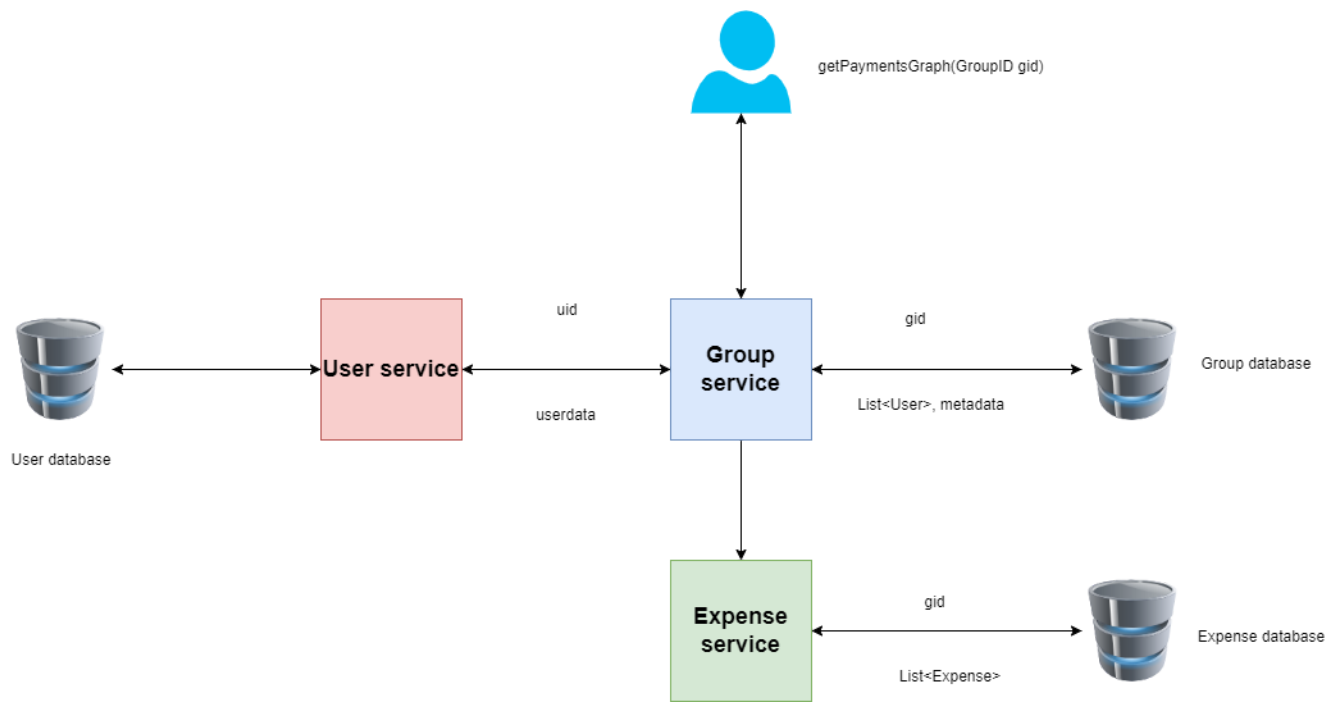 getPaymentsGraph(GroupID gid)
uid
gid
User service
Group
service
Group database
userdata
List<User>, metadata
User database
Expense
service
gid
Expense database
List<Expense>